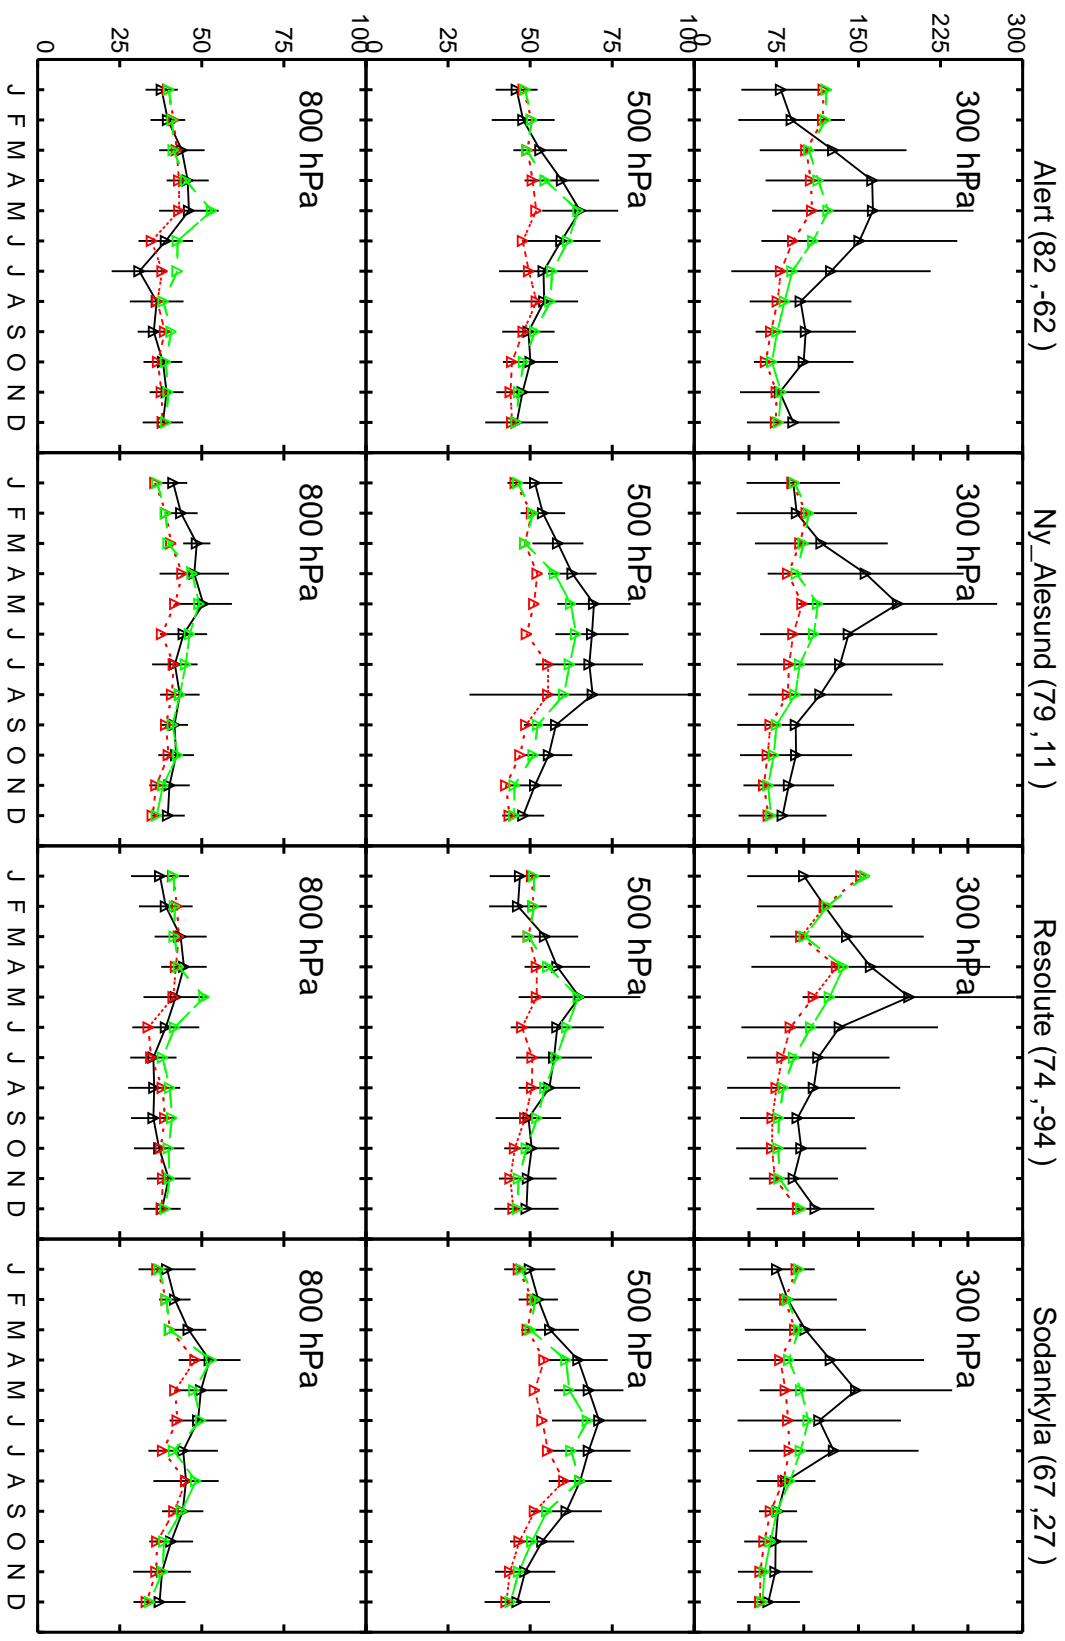 Alert (82 ,-62 )
Ny_Alesund (79 ,11 )
Resolute (74 ,-94 )
Sodankyla (67 ,27 )
300
225
150
75
0
300 hPa
300 hPa
300 hPa
300 hPa
100
75
50
25
0
500 hPa
500 hPa
500 hPa
500 hPa
100
75
50
25
0
800 hPa
800 hPa
800 hPa
800 hPa
J F M A M J J A S O N D
J F M A M J J A S O N D
J F M A M J J A S O N D
J F M A M J J A S O N D